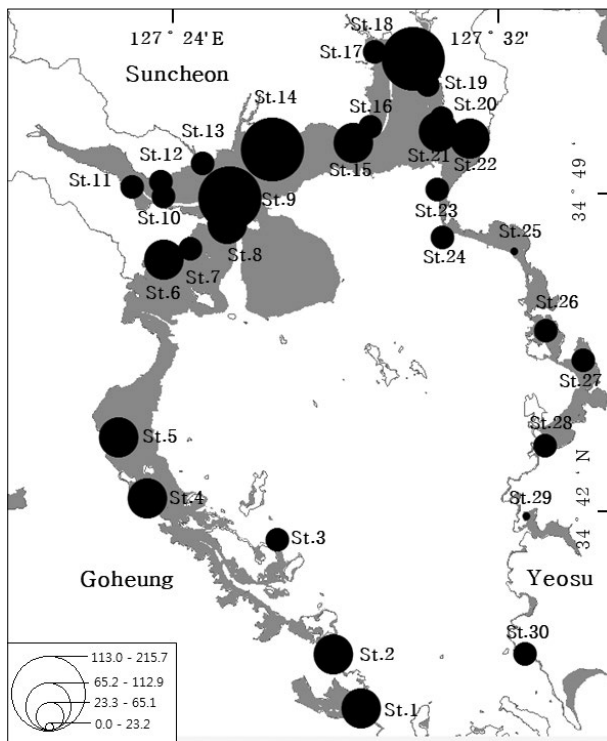 127 ° 24 ′E
127 ° 32 ′
St.18
St.17
Suncheon
St.19
St.14
St.16
St.20
St.13
St.12
St.15
St.21
St.22
St.11
34 ° 49
St.10
St.9
St.23
St.8
St.24
St.25
St.7
St.6
St.26
St.27
St.28
St.5
N
St.29
34 ° 42
St.4
St.3
Goheung
Yeosu
St.30
St.2
St.1
113.0 - 215.7
65.2 - 112.9
23.3 - 65.1
0.0 - 23.2